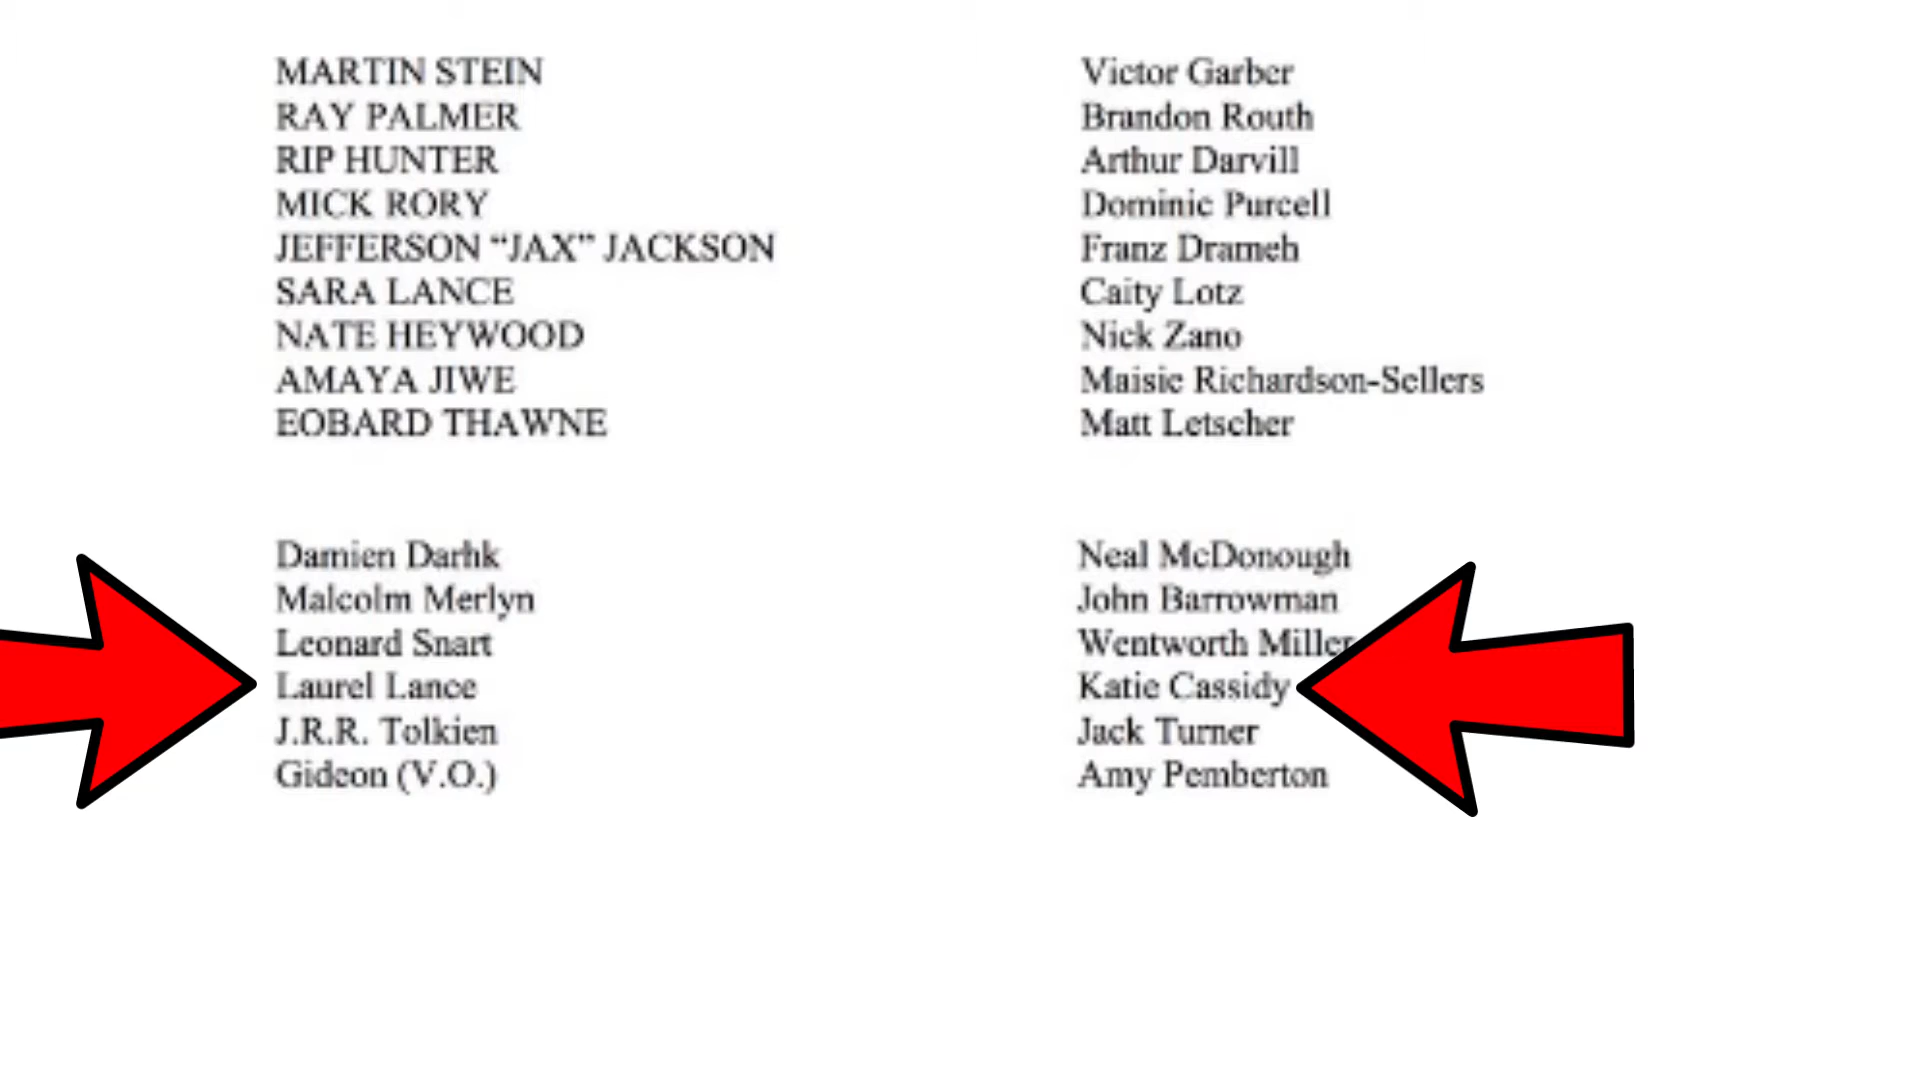 MARTIN STEIN Victor Garber
RAY PALMER Brandon Routh
RIP HUNTER Arthur Darvill
MICK RORY Dominic Purcell
JEFFERSON “JAX” JACKSON Franz Drameh
SARA LANCE Caity Lotz
NATE HEYWOOD Nick Zano
AMAYA JIWE Maisie Richardson-Sellers
EOBARD THAWNE Matt Letscher
Damien Darhk Neal McDonough
Malcolm Merlyn John Barrowman
Leonard Snart Wentworth Miller
Laurel Lance Katie Cassidy
J.R.R. Tolkien Jack Turner
Gideon (V.O.) Amy Pemberton